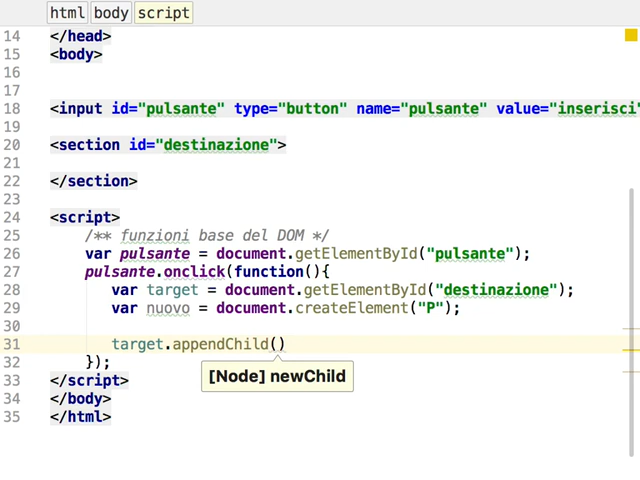 html body script
14 </head>
15 <body>
16
17
18 <input id="pulsante" type="button" name="pulsante" value="inserisci"
19
20 <section id="destinazione">
21
22 </section>
23
24 <script>
25 /** funzioni base del DOM */
26 var pulsante = document.getElementById("pulsante");
27 pulsante.onclick(function(){
28 var target = document.getElementById("destinazione");
29 var nuovo = document.createElement("P");
30
31 target.appendChild()
[Node] newChild
32 });
33 </script>
34 </body>
35 </html>